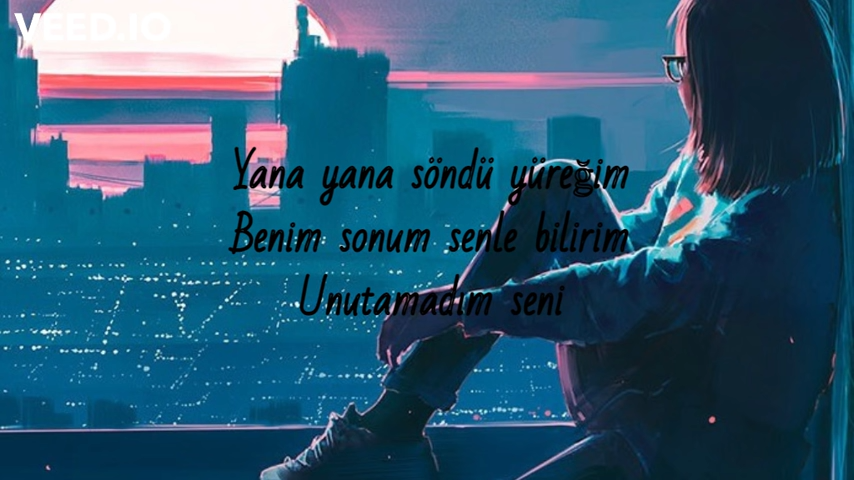 VEED.IO
Yana yana söndü yüreğim
Benim sonum senle bilirim
Unutamadım seni